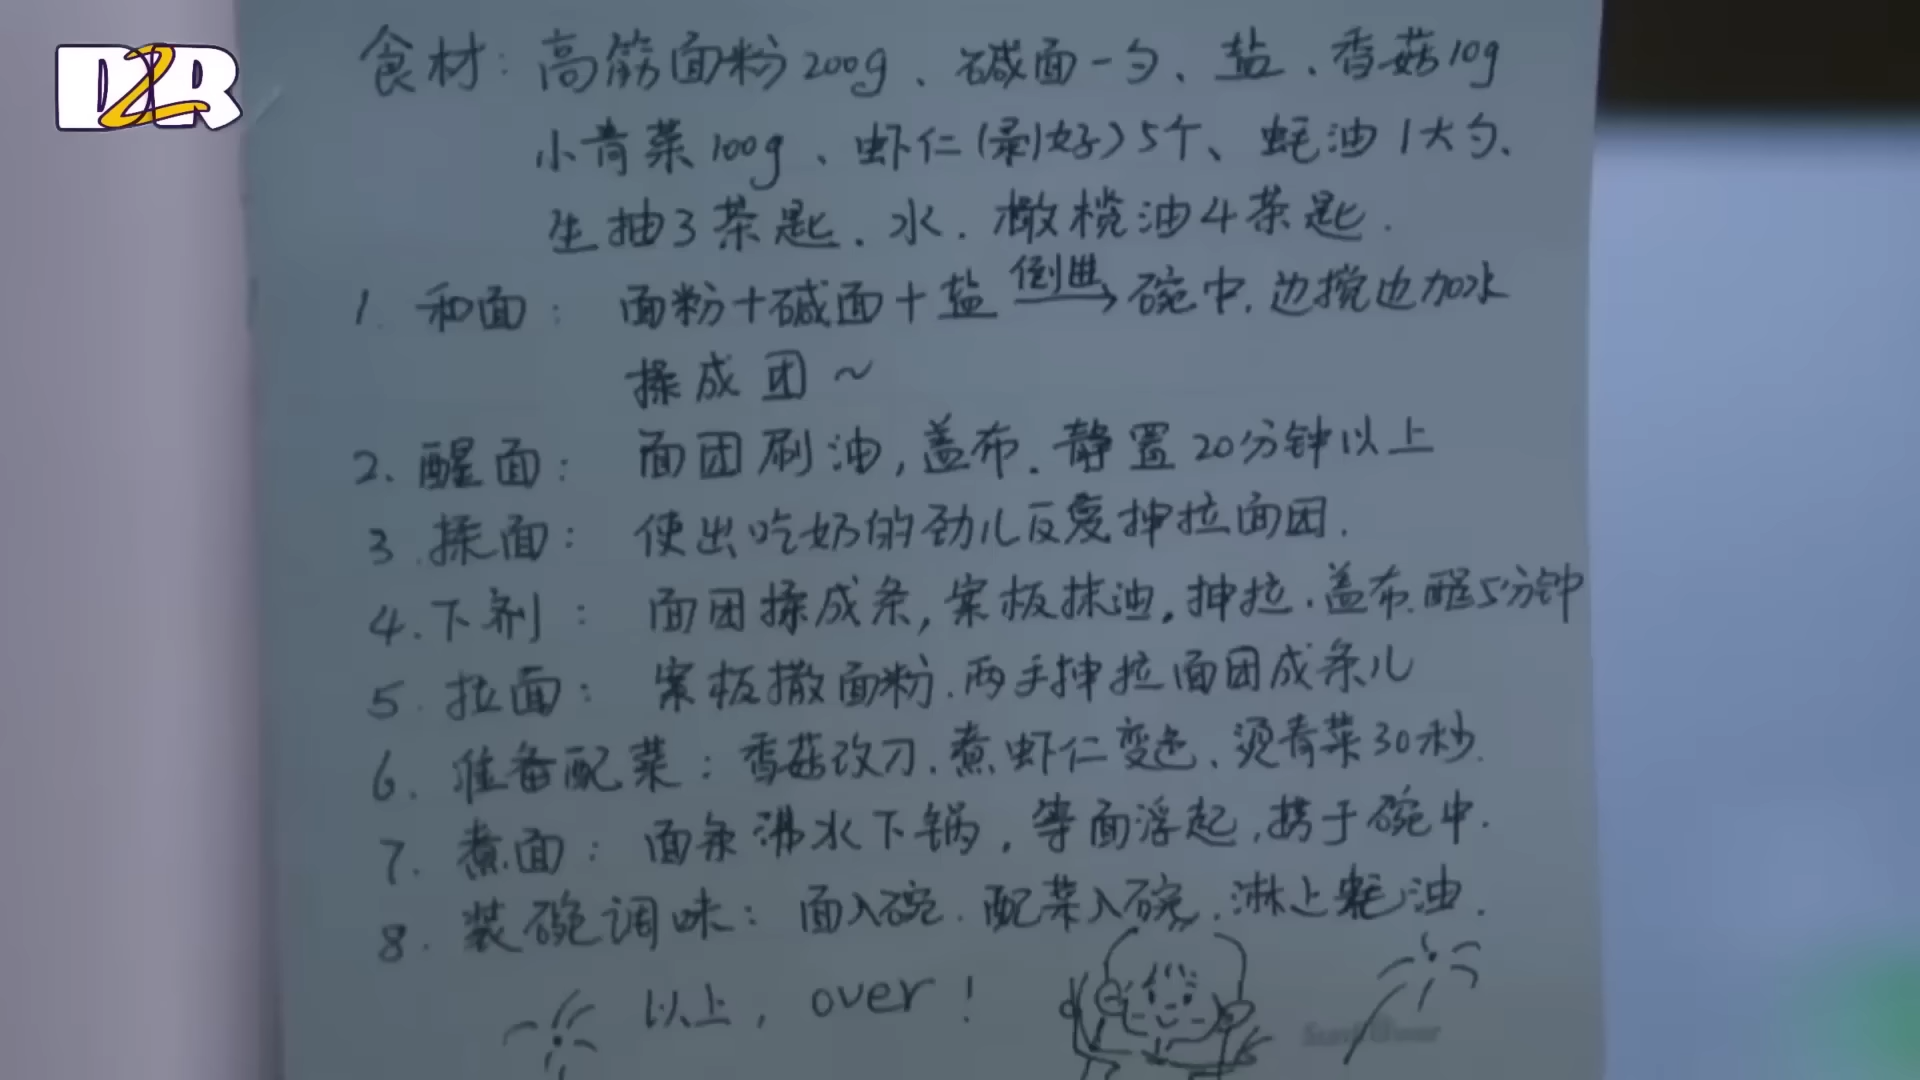 DZR
食材：高筋面粉200g、碱面一勺、盐、香菇10g
小青菜100g、虾仁(剥好)5个、蚝油1大勺、
生抽3茶匙、水、橄榄油4茶匙.
1. 和面：面粉+碱面+盐 倒进→ 碗中,边搅边加水
揉成团~
2. 醒面：面团刷油,盖布.静置20分钟以上
3. 揉面：使出吃奶的劲儿反复抻拉面团.
4. 下剂：面团揉成条,案板抹油,抻拉.盖布.醒5分钟
5. 拉面：案板撒面粉.两手抻拉面团成条儿
6. 准备配菜：香菇改刀.煮虾仁变色、烫青菜30秒.
7. 煮面：面条沸水下锅,等面浮起,捞于碗中.
8. 装碗调味：面入碗.配菜入碗.淋上蚝油.
以上,over!